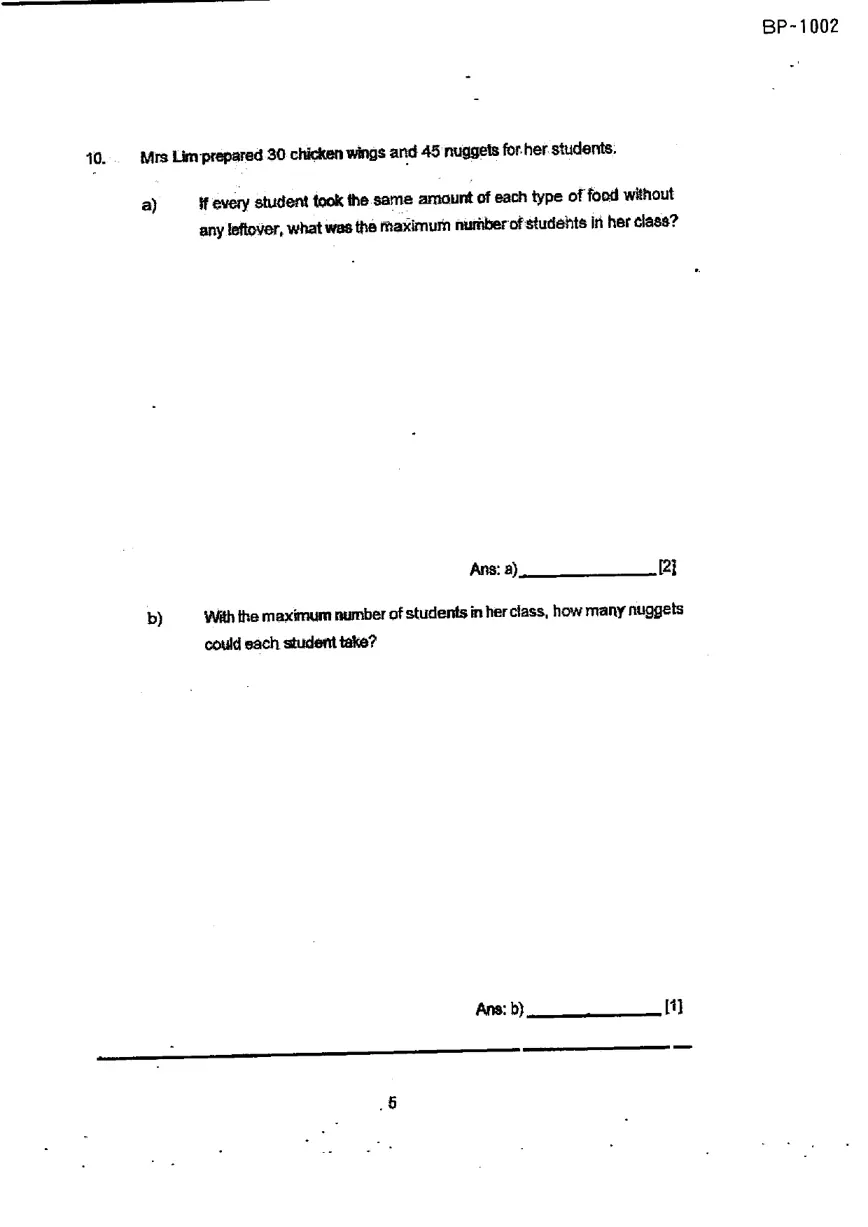 BP-1002
10. Mrs Lim prepared 30 chicken wings and 45 nuggets for her students.
a) If every student took the same amount of each type of food without
any leftover, what was the maximum number of students in her class?
Ans: a)______________[2]
b) With the maximum number of students in her class, how many nuggets
could each student take?
Ans: b)______________[1]
5